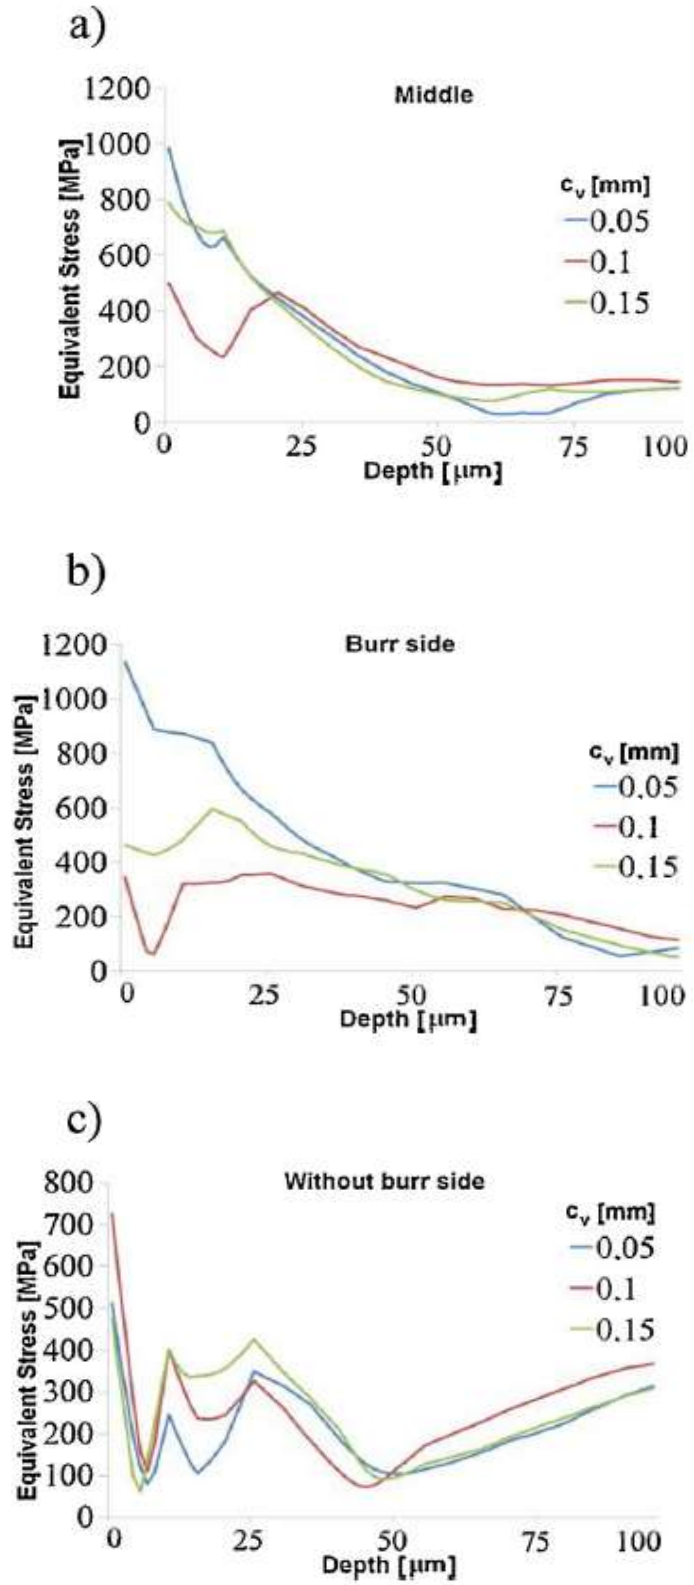 a)
Middle
1200
1000
800
600
400
200
0
Equivalent Stress [MPa]
cv [mm]
0.05
0.1
0.15
0 25 50 75 100
Depth [μm]
b)
Burr side
1200
1000
800
600
400
200
0
Equivalent Stress [MPa]
cv [mm]
0.05
0.1
0.15
0 25 50 75 100
Depth [μm]
c)
Without burr side
800
700
600
500
400
300
200
100
0
Equivalent Stress [MPa]
cv [mm]
0.05
0.1
0.15
0 25 50 75 100
Depth [μm]